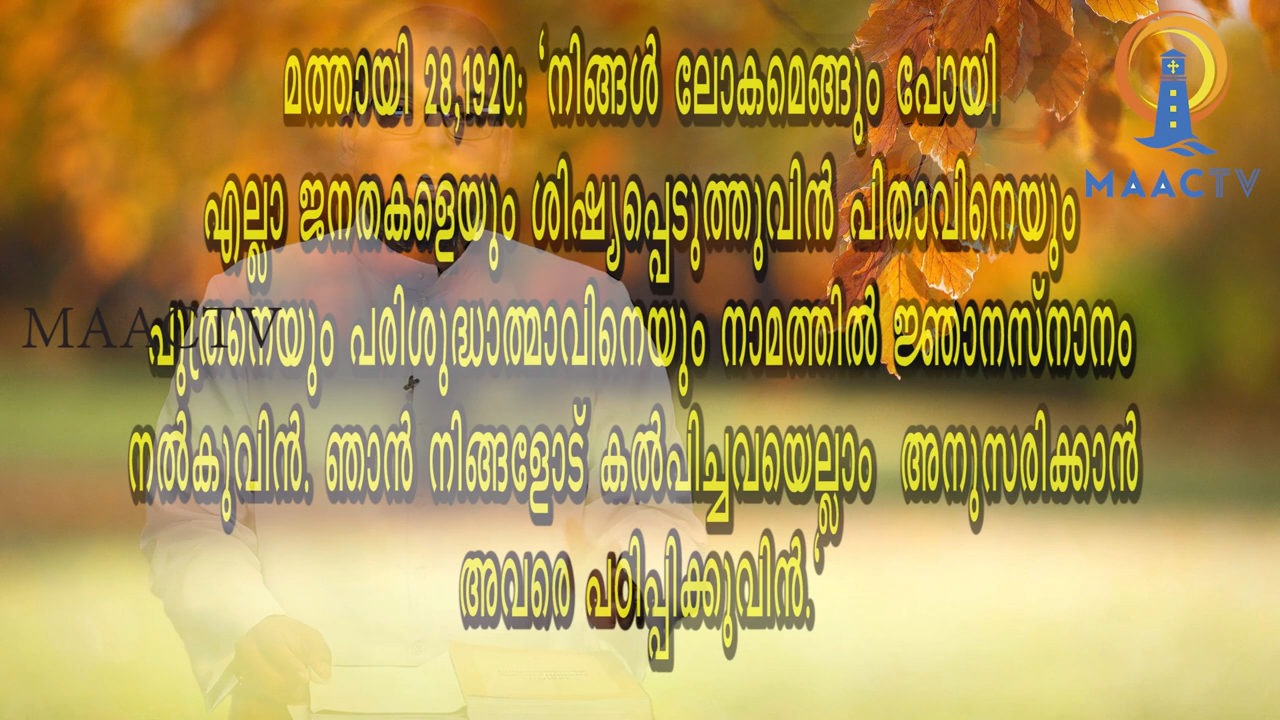 മത്തായി 28,1920: ‘നിങ്ങൾ ലോകമെങ്ങും പോയി
എല്ലാ ജനതകളെയും ശിഷ്യപ്പെടുത്തുവിൻ പിതാവിനെയും
MAACTV
MAACTV
പുത്രനെയും പരിശുദ്ധാത്മാവിനെയും നാമത്തിൽ ജ്ഞാനസ്നാനം
നൽകുവിൻ. ഞാൻ നിങ്ങളോട് കൽപിച്ചവയെല്ലാം അനുസരിക്കാൻ
അവരെ പഠിപ്പിക്കുവിൻ.‘